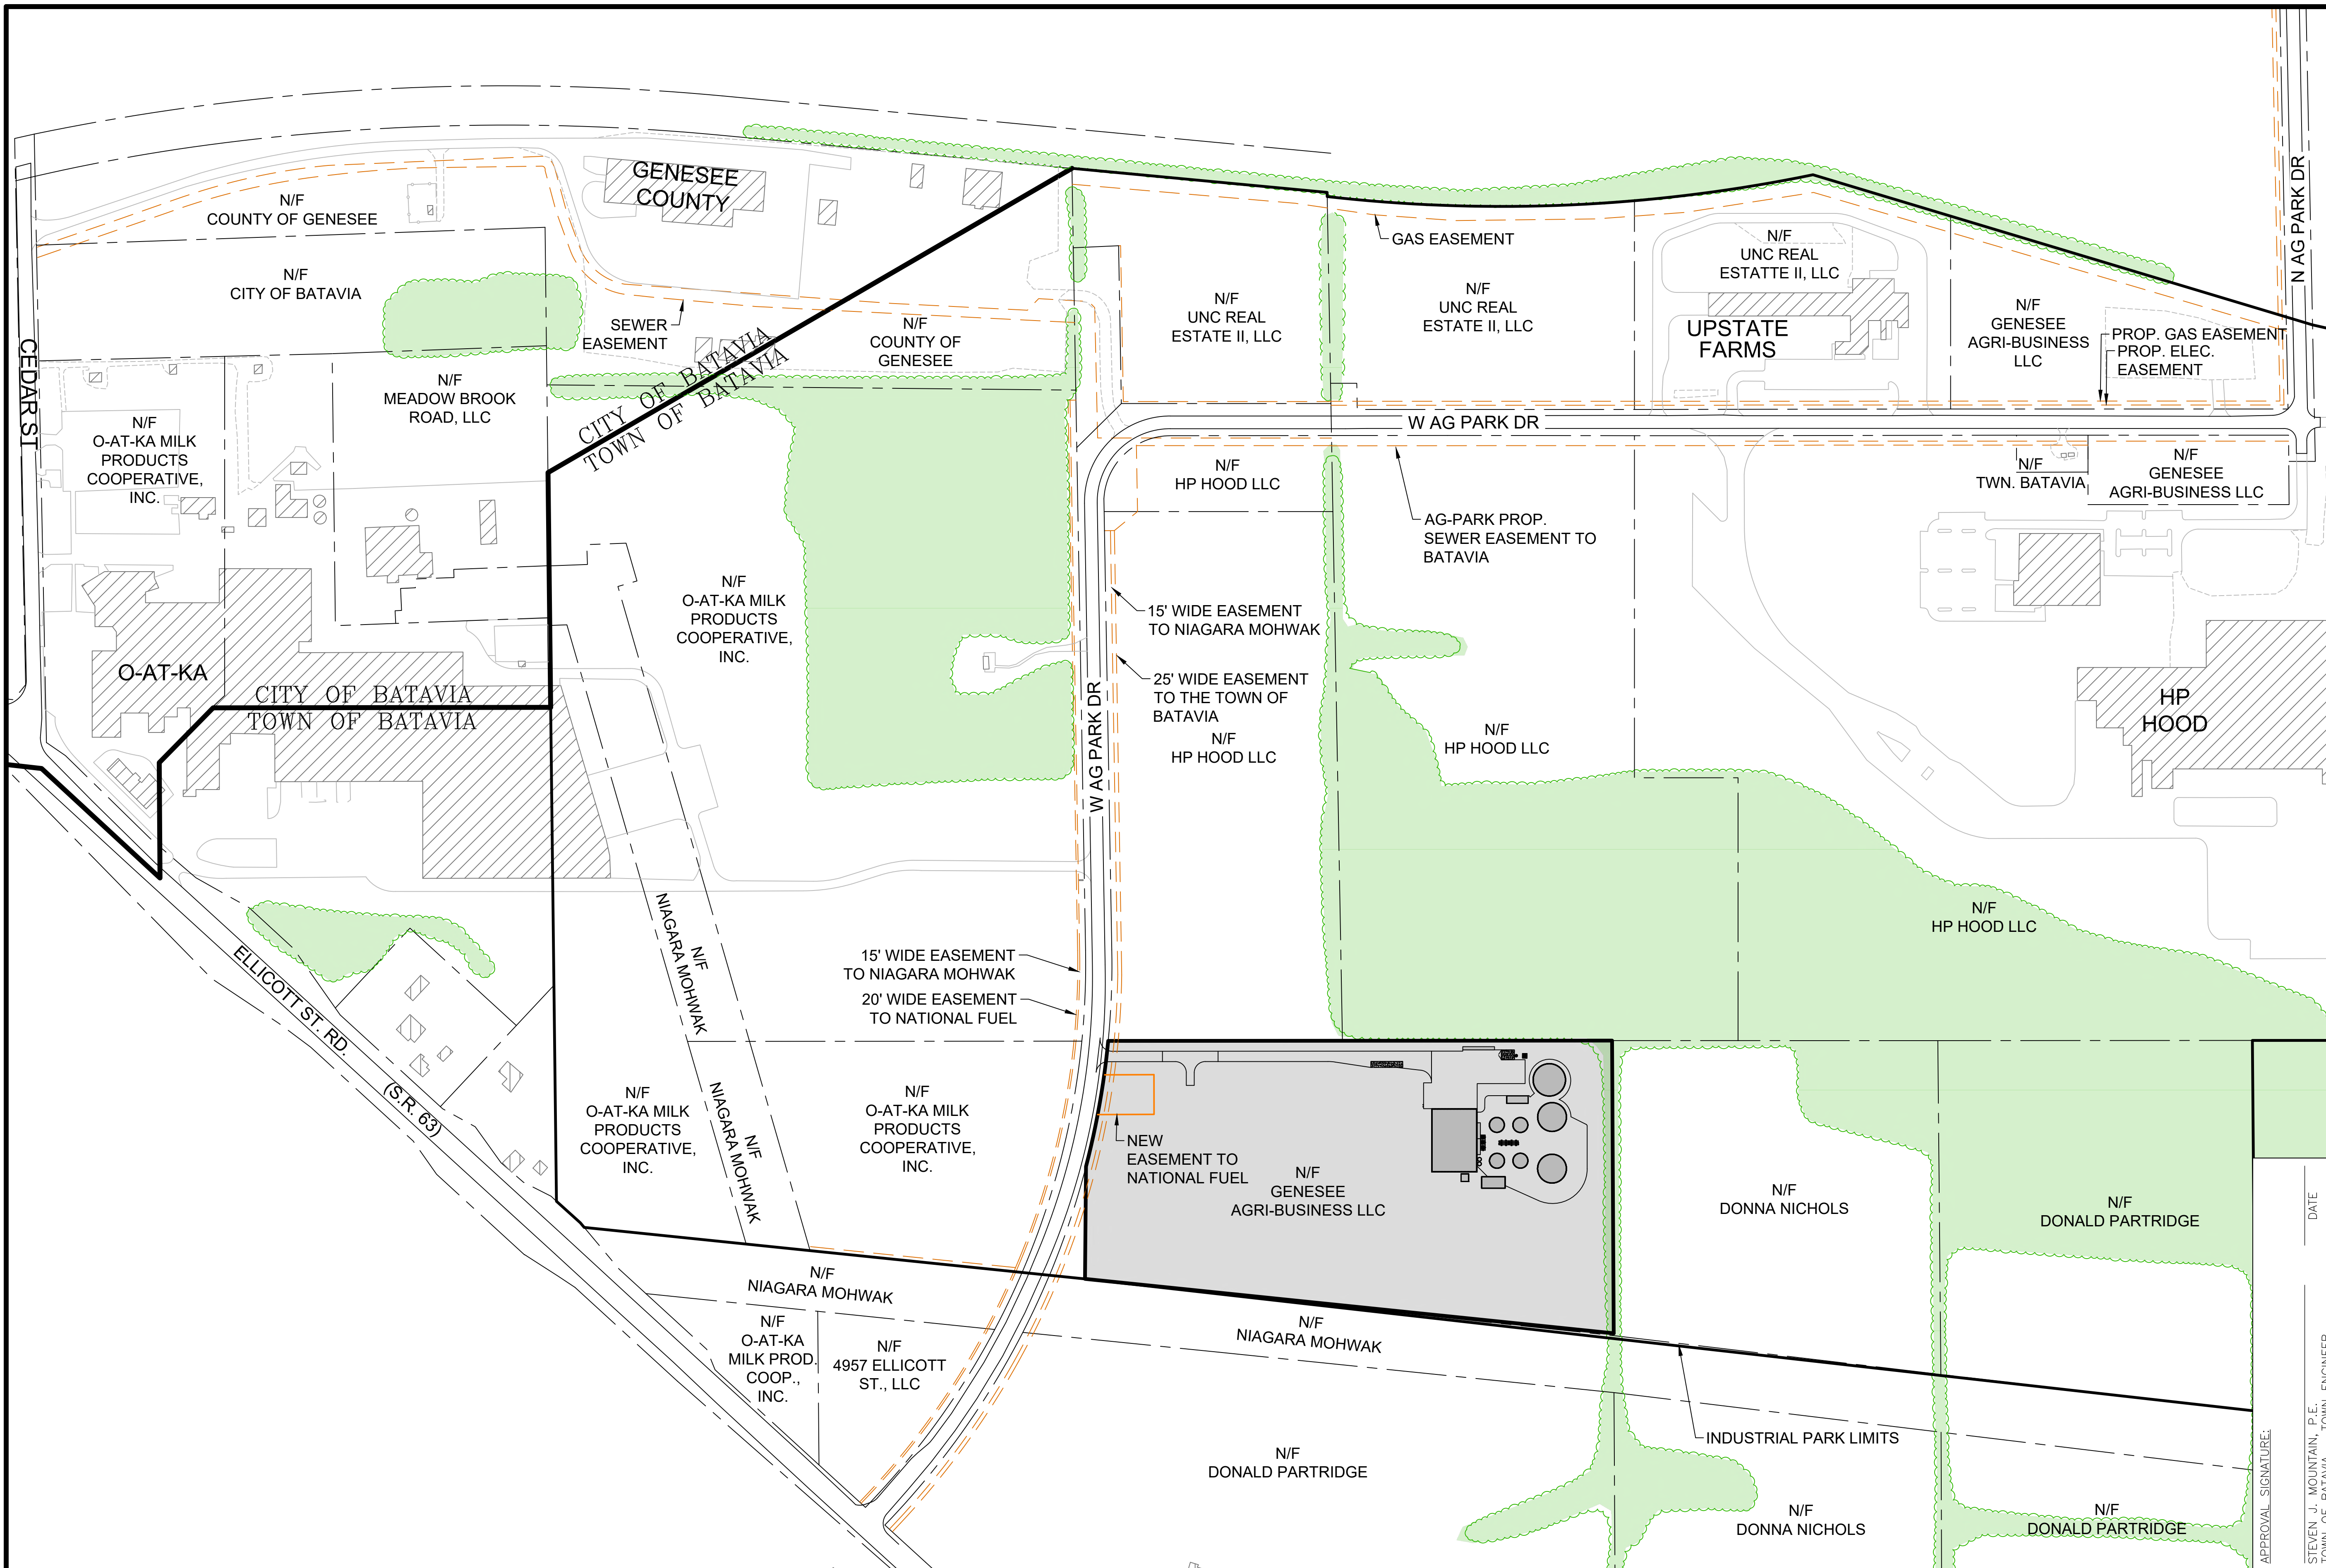 N AG PARK DR
GENESEE
COUNTY
N/F
COUNTY OF GENESEE
N/F
CITY OF BATAVIA
SEWER
EASEMENT
N/F
COUNTY OF
GENESEE
GAS EASEMENT
N/F
UNC REAL
ESTATE II, LLC
N/F
UNC REAL
ESTATE II, LLC
N/F
UNC REAL
ESTATTE II, LLC
UPSTATE
FARMS
N/F
GENESEE
AGRI-BUSINESS
LLC
PROP. GAS EASEMENT
PROP. ELEC.
EASEMENT
CEDAR ST
N/F
O-AT-KA MILK
PRODUCTS
COOPERATIVE,
INC.
N/F
MEADOW BROOK
ROAD, LLC
CITY OF BATAVIA
TOWN OF BATAVIA
W AG PARK DR
N/F
HP HOOD LLC
AG-PARK PROP.
SEWER EASEMENT TO
BATAVIA
N/F
TWN. BATAVIA
N/F
GENESEE
AGRI-BUSINESS LLC
N/F
O-AT-KA MILK
PRODUCTS
COOPERATIVE,
INC.
15' WIDE EASEMENT
TO NIAGARA MOHWAK
25' WIDE EASEMENT
TO THE TOWN OF
BATAVIA
N/F
HP HOOD LLC
W AG PARK DR
N/F
HP HOOD LLC
HP
HOOD
O-AT-KA
CITY OF BATAVIA
TOWN OF BATAVIA
N/F
HP HOOD LLC
N/F
NIAGARA MOHWAK
15' WIDE EASEMENT
TO NIAGARA MOHWAK
20' WIDE EASEMENT
TO NATIONAL FUEL
ELLICOTT ST. RD.
(S.R. 63)
N/F
O-AT-KA MILK
PRODUCTS
COOPERATIVE,
INC.
N/F
NIAGARA MOHWAK
N/F
O-AT-KA MILK
PRODUCTS
COOPERATIVE,
INC.
NEW
EASEMENT TO
NATIONAL FUEL
N/F
GENESEE
AGRI-BUSINESS LLC
N/F
DONNA NICHOLS
N/F
DONALD PARTRIDGE
N/F
NIAGARA MOHWAK
N/F
O-AT-KA
MILK PROD.
COOP.,
INC.
N/F
4957 ELLICOTT
ST., LLC
N/F
NIAGARA MOHWAK
INDUSTRIAL PARK LIMITS
N/F
DONALD PARTRIDGE
N/F
DONNA NICHOLS
N/F
DONALD PARTRIDGE
APPROVAL SIGNATURE:
DATE
STEVEN J. MOUNTAIN, P.E.
TOWN OF BATAVIA TOWN ENGINEER